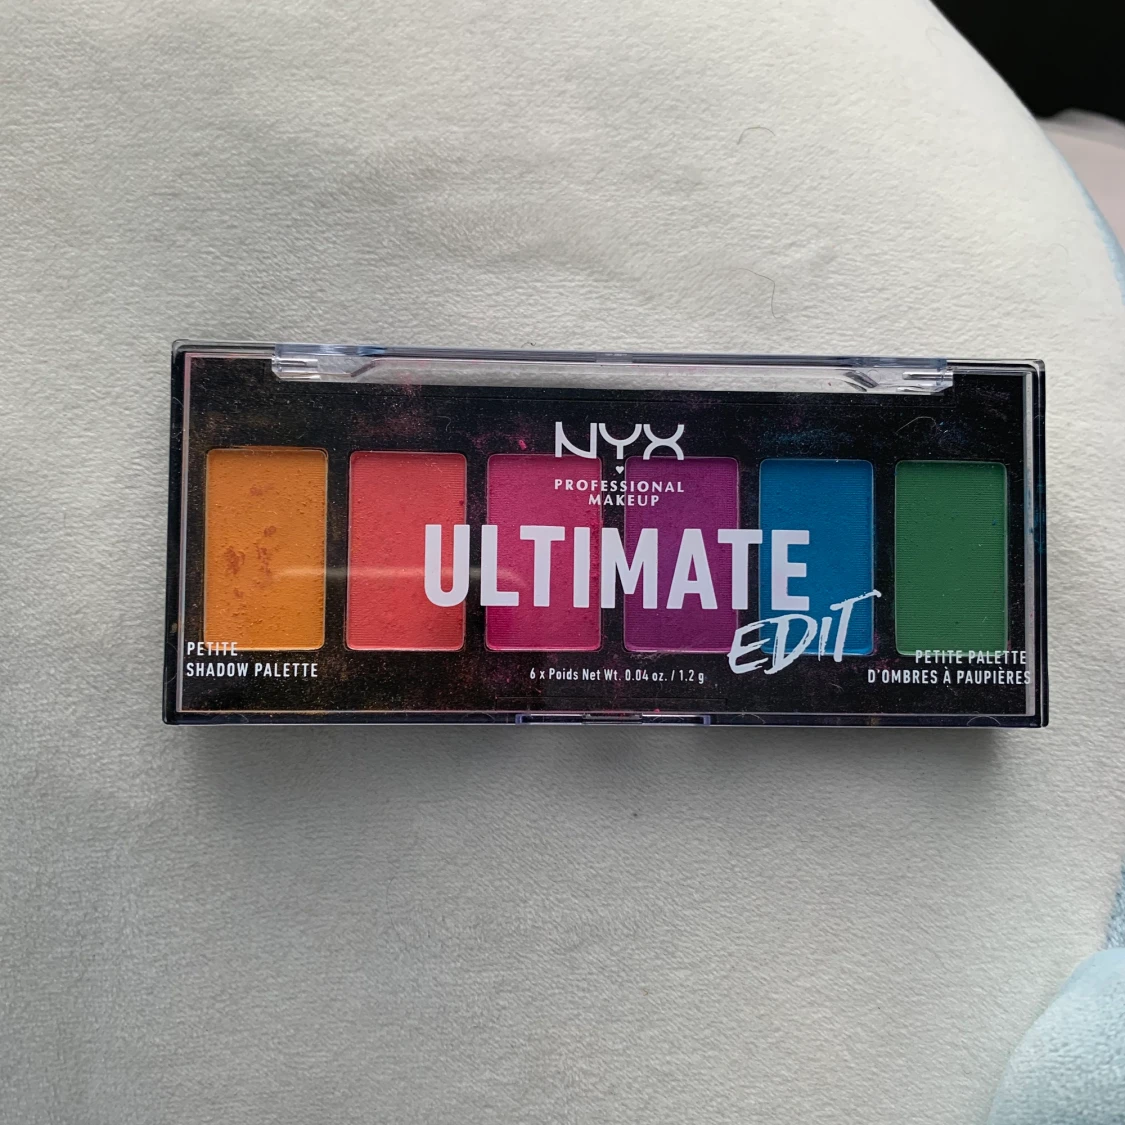 NYX
PROFESSIONAL
MAKEUP
ULTIMATE
EDIT
PETITE
SHADOW PALETTE
6 x Poids Net Wt. 0.04 oz. / 1.2 g
PETITE PALETTE
D'OMBRES À PAUPIÈRES